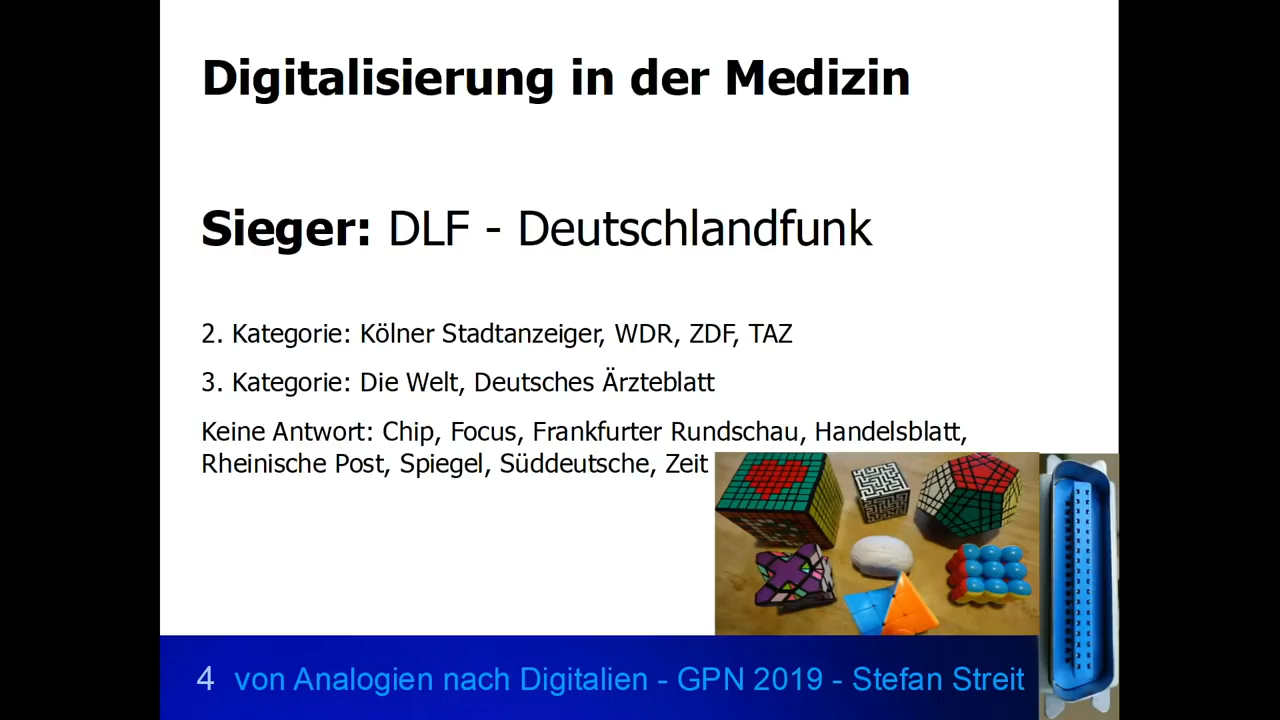 Digitalisierung in der Medizin
Sieger: DLF - Deutschlandfunk
2. Kategorie: Kölner Stadtanzeiger, WDR, ZDF, TAZ
3. Kategorie: Die Welt, Deutsches Ärzteblatt
Keine Antwort: Chip, Focus, Frankfurter Rundschau, Handelsblatt,
Rheinische Post, Spiegel, Süddeutsche, Zeit
4 von Analogien nach Digitalien - GPN 2019 - Stefan Streit